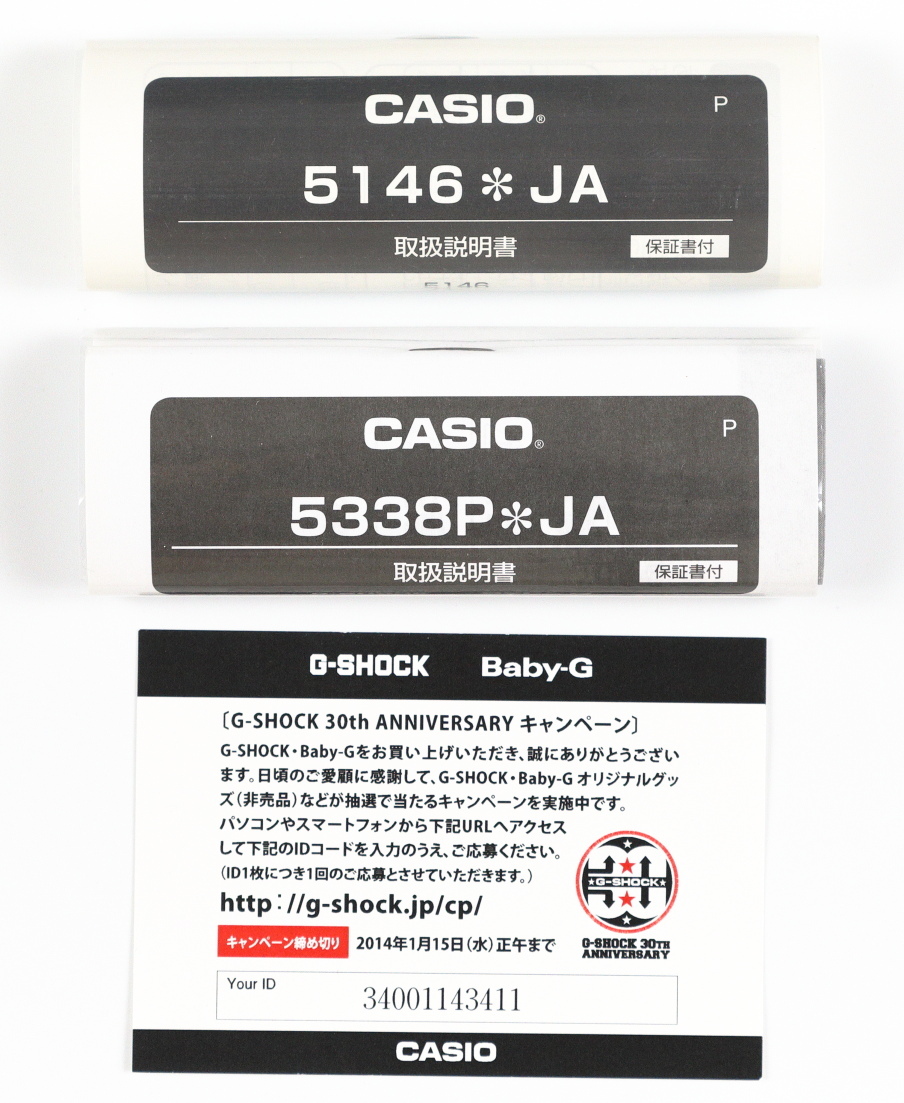 CASIO®
P
5146✻JA
取扱説明書
保証書付
5146
CASIO®
P
5338P✻JA
取扱説明書
保証書付
G-SHOCK Baby-G
〔G-SHOCK 30th ANNIVERSARY キャンペーン〕
G-SHOCK・Baby-Gをお買い上げいただき、誠にありがとうござい
ます。日頃のご愛顧に感謝して、G-SHOCK・Baby-G オリジナルグッ
ズ（非売品）などが抽選で当たるキャンペーンを実施中です。
パソコンやスマートフォンから下記URLへアクセス
して下記のIDコードを入力のうえ、ご応募ください。
（ID1枚につき1回のご応募とさせていただきます。）
http://g-shock.jp/cp/
G-SHOCK
G-SHOCK 30TH
ANNIVERSARY
キャンペーン締め切り 2014年1月15日（水）正午まで
Your ID 34001143411
CASIO